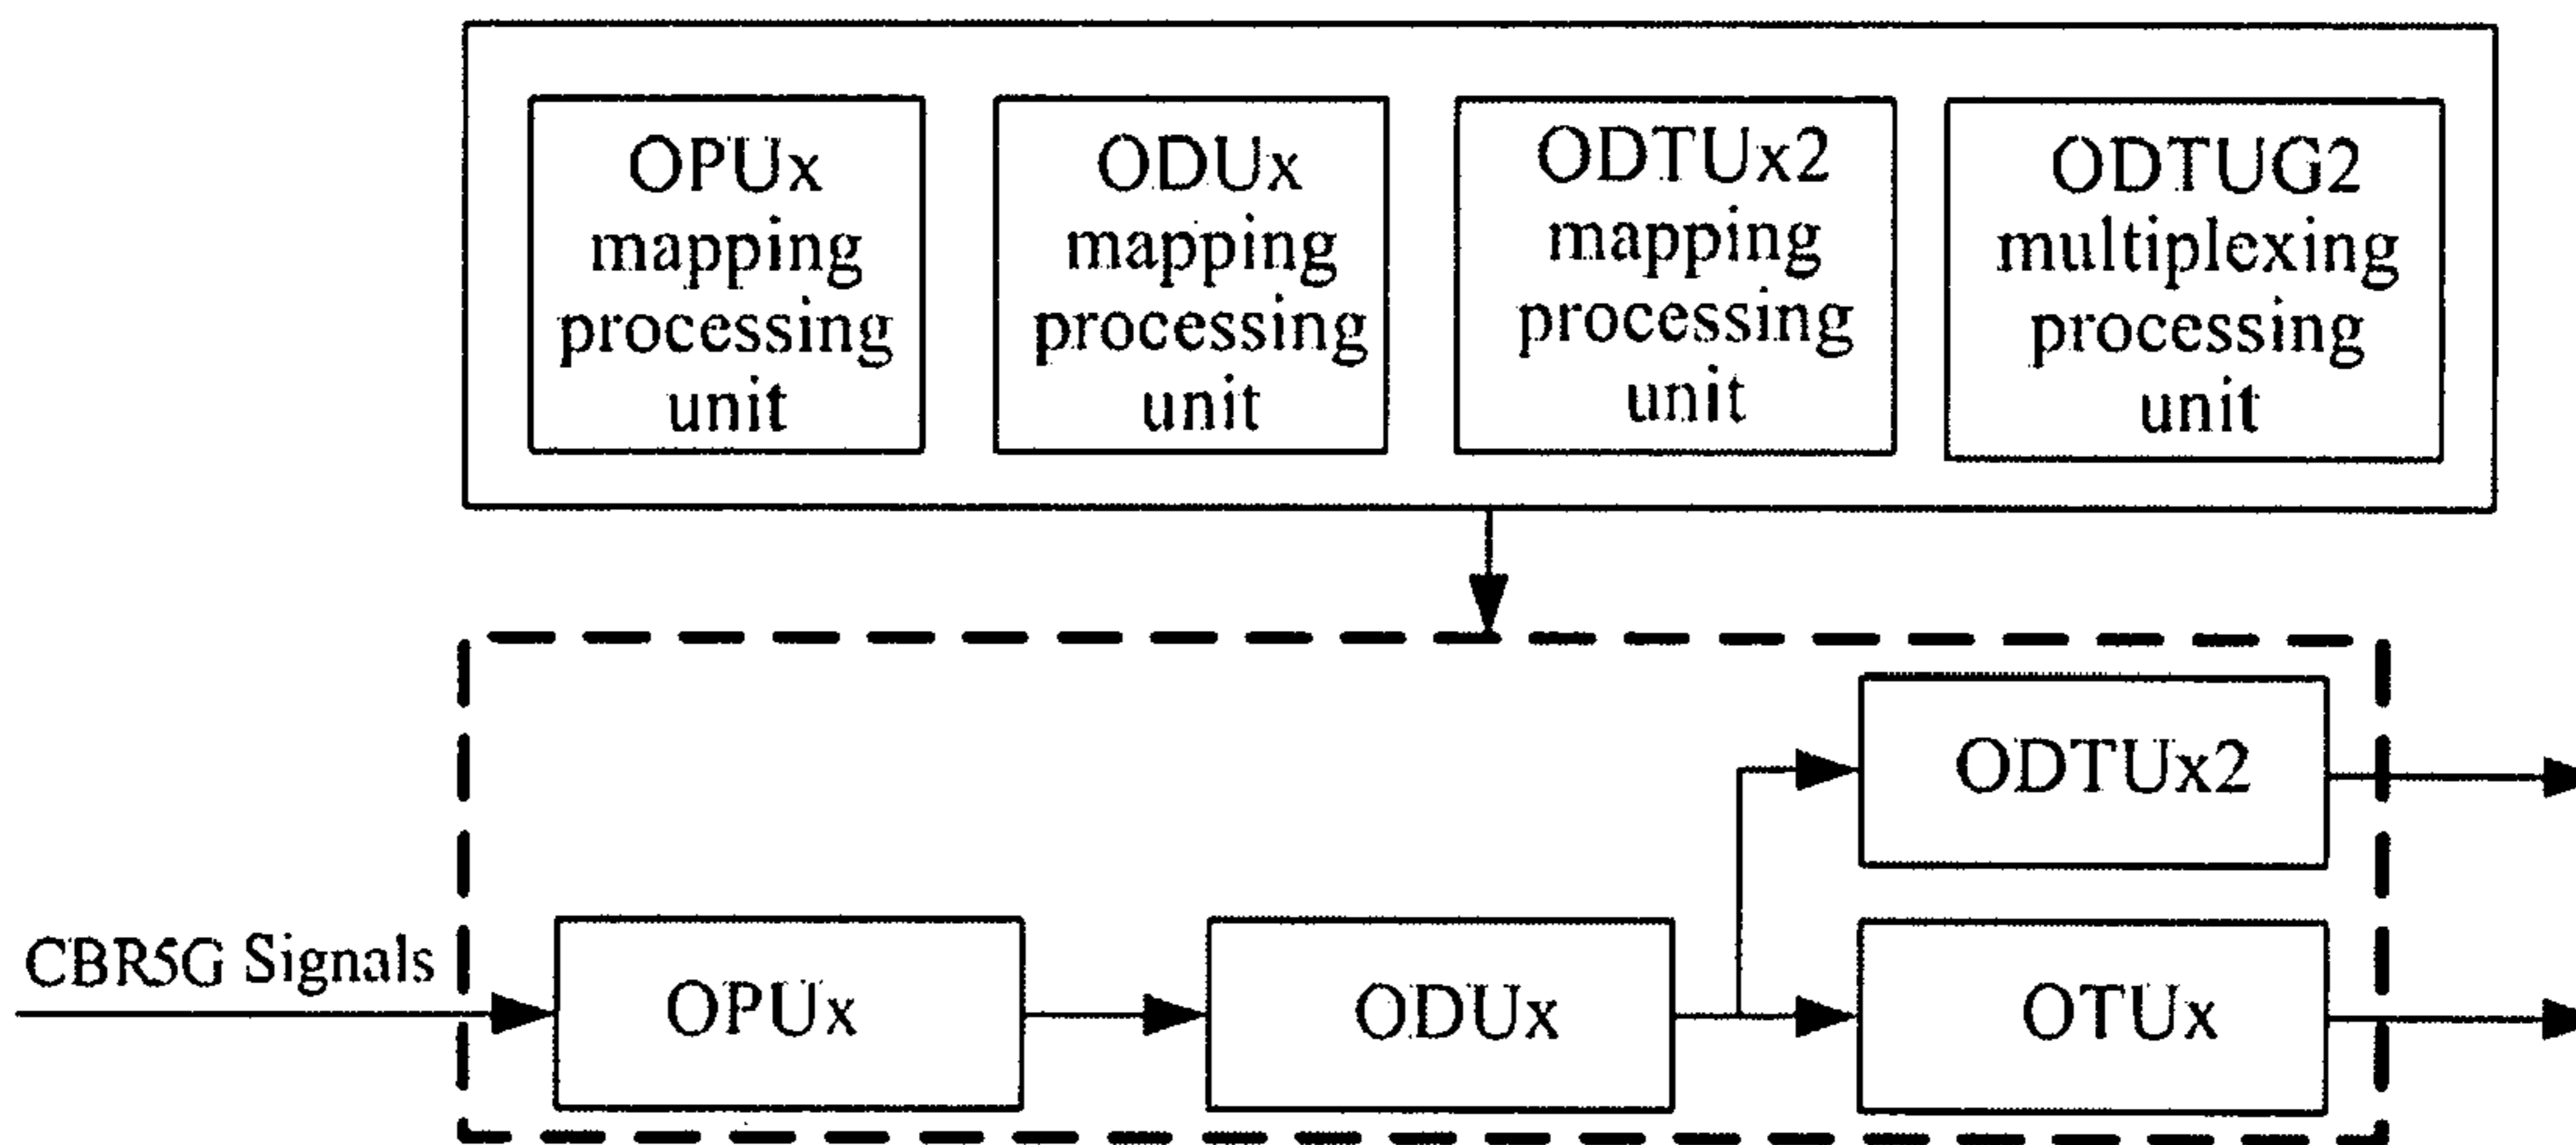 OPUx
mapping
processing
unit
ODUx
mapping
processing
unit
ODTUx2
mapping
processing
unit
ODTUG2
multiplexing
processing
unit
ODTUx2
CBR5G Signals
OPUx
ODUx
OTUx